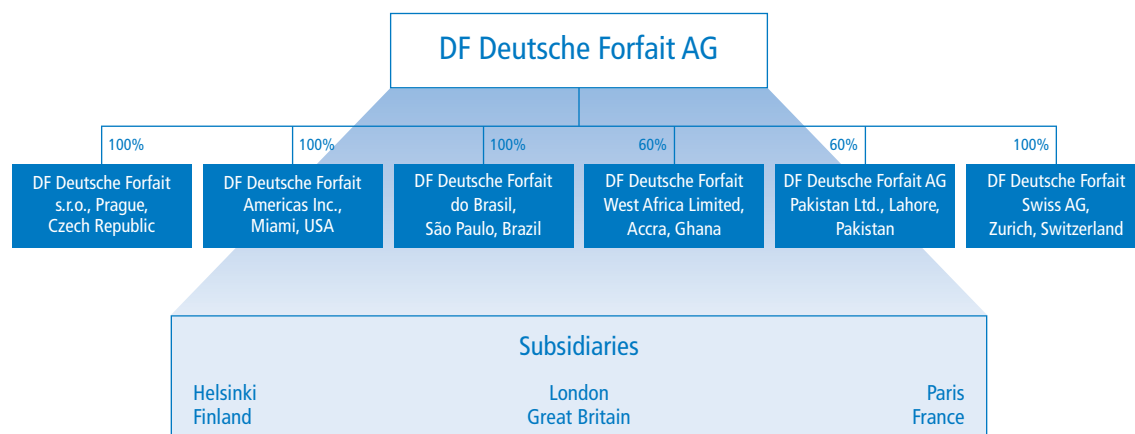 DF Deutsche Forfait AG
100%
100%
100%
60%
60%
100%
DF Deutsche Forfait
s.r.o., Prague,
Czech Republic
DF Deutsche Forfait
Americas Inc.,
Miami, USA
DF Deutsche Forfait
do Brasil,
São Paulo, Brazil
DF Deutsche Forfait
West Africa Limited,
Accra, Ghana
DF Deutsche Forfait AG
Pakistan Ltd., Lahore,
Pakistan
DF Deutsche Forfait
Swiss AG,
Zurich, Switzerland
Subsidiaries
Helsinki
Finland
London
Great Britain
Paris
France